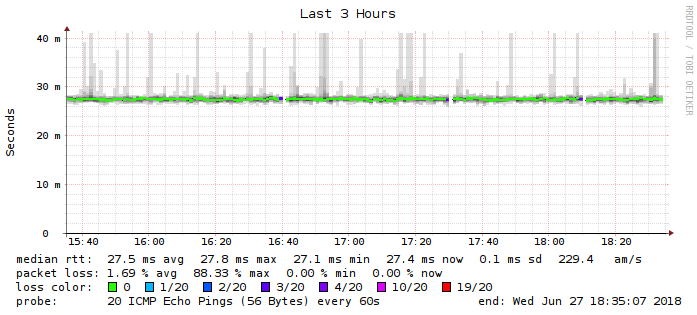 Last 3 Hours
RRDTOOL / TOBI OETIKER
Seconds
40 m
30 m
20 m
10 m
0
15:40 16:00 16:20 16:40 17:00 17:20 17:40 18:00 18:20
median rtt: 27.5 ms avg 27.8 ms max 27.1 ms min 27.4 ms now 0.1 ms sd 229.4 am/s
packet loss: 1.69 % avg 88.33 % max 0.00 % min 0.00 % now
loss color: 0 1/20 2/20 3/20 4/20 10/20 19/20
probe: 20 ICMP Echo Pings (56 Bytes) every 60s end: Wed Jun 27 18:35:07 2018